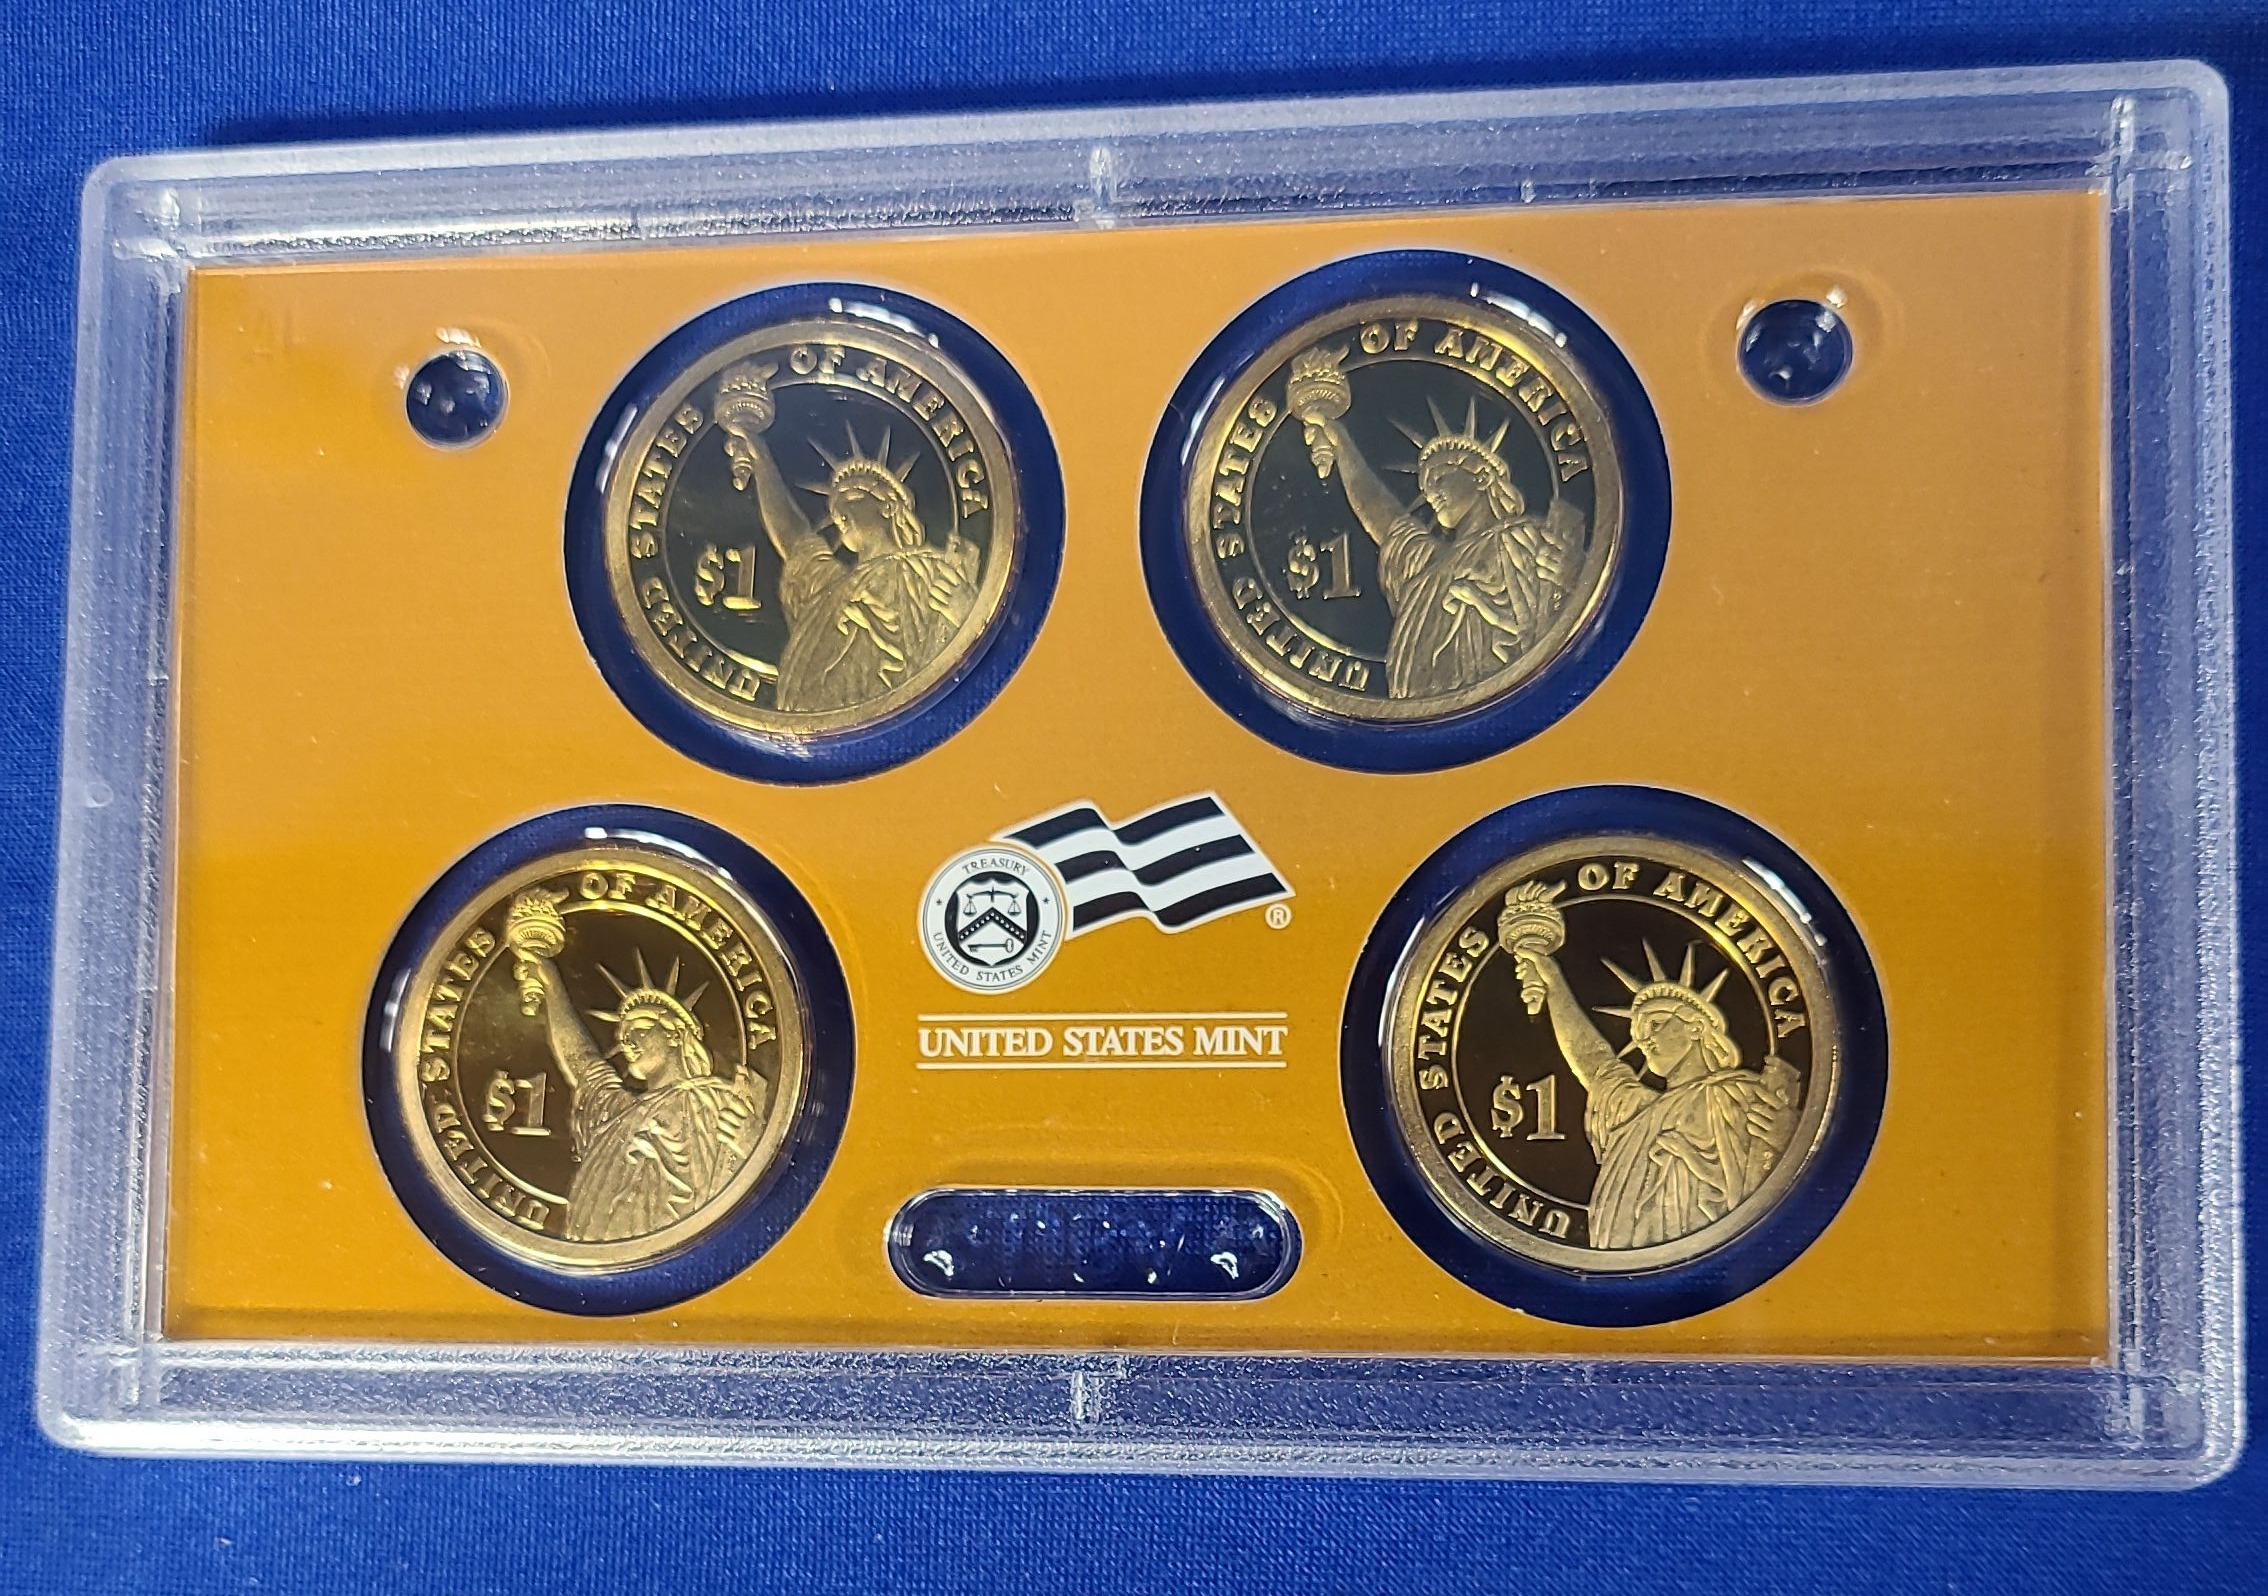 UNITED STATES OF AMERICA
$1
UNITED STATES OF AMERICA
$1
UNITED STATES OF AMERICA
$1
TREASURY
UNITED STATES MINT
®
UNITED STATES MINT
UNITED STATES OF AMERICA
$1